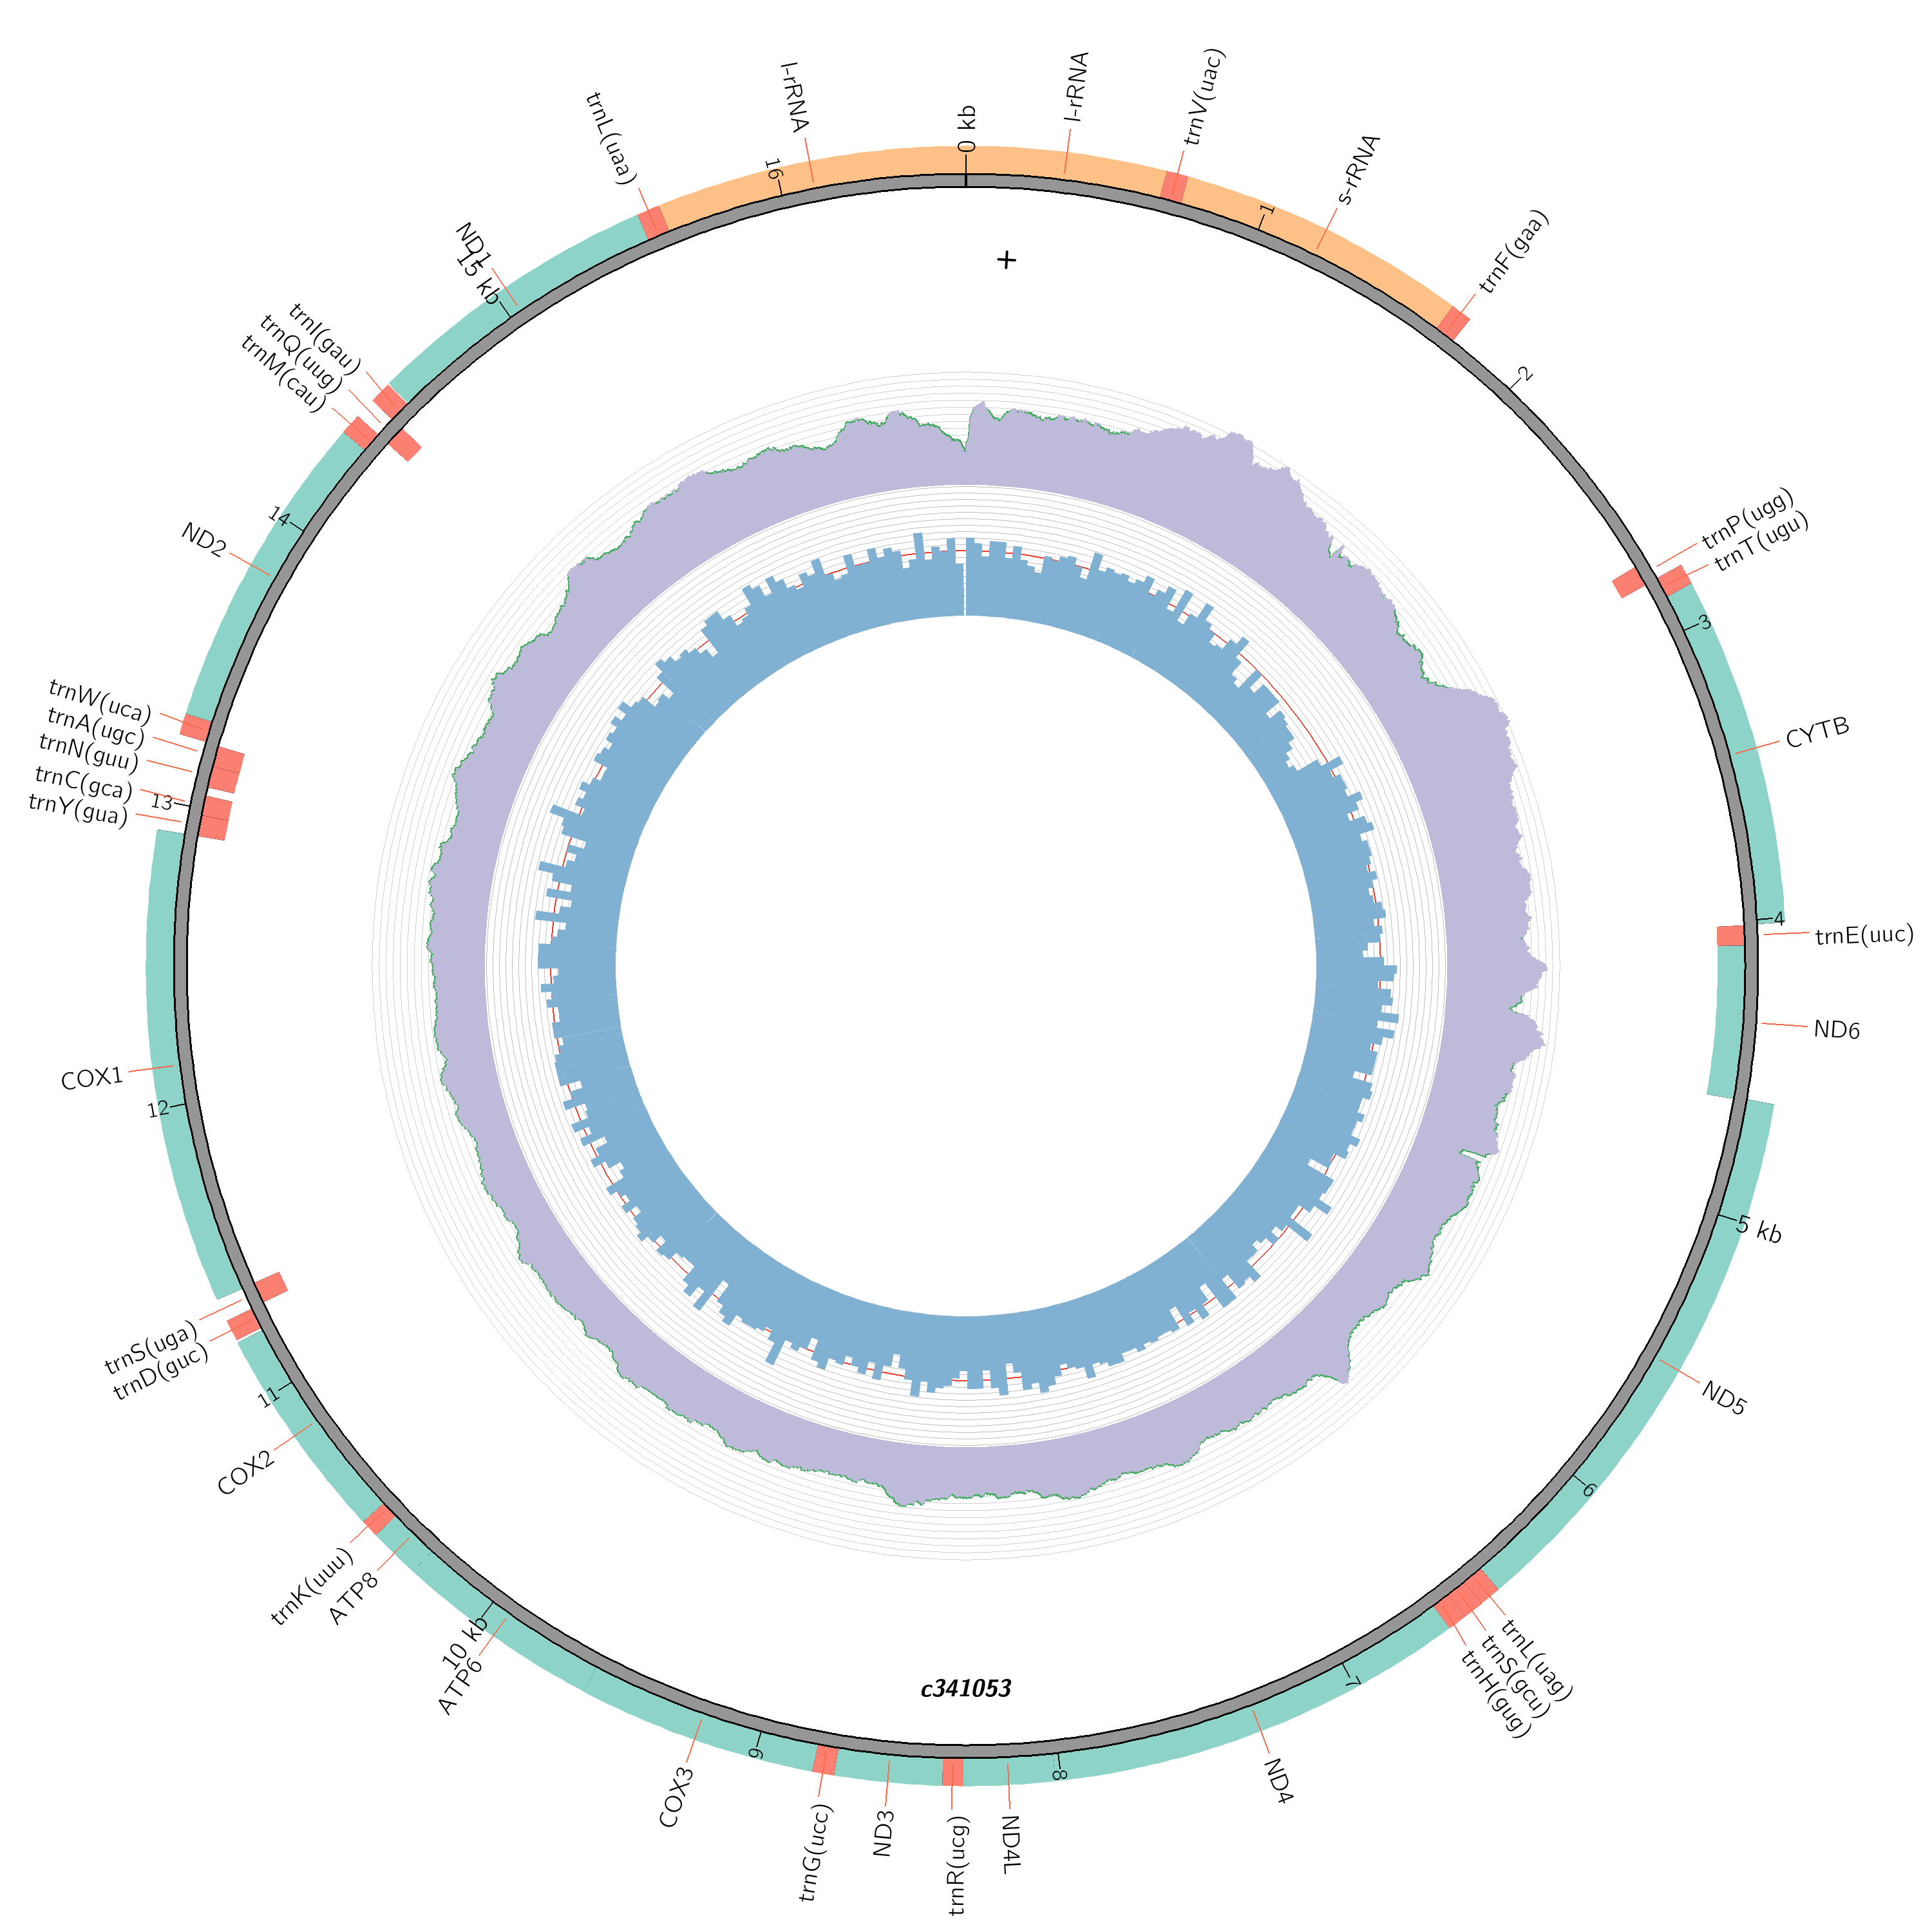 0 kb
l-rRNA
trnV(uac)
1
s-rRNA
trnF(gaa)
2
trnP(ugg)
trnT(ugu)
3
CYTB
4
trnE(uuc)
ND6
5 kb
ND5
6
trnL(uag)
trnS(gcu)
trnH(gug)
7
ND4
8
ND4L
trnR(ucg)
ND3
trnG(ucc)
9
COX3
ATP6
10 kb
ATP8
trnK(uuu)
COX2
11
trnD(guc)
trnS(uga)
12
COX1
trnY(gua)
13
trnC(gca)
trnN(guu)
trnA(ugc)
trnW(uca)
ND2
14
trnM(cau)
trnQ(uug)
trnI(gau)
15 kb
ND1
trnL(uaa)
16
l-rRNA
+
c341053